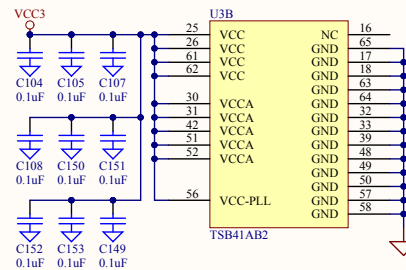 VCC3
U3B
25 VCC NC 16
26 VCC GND 65
61 VCC GND 17
62 VCC GND 18
GND 63
30 VCCA GND 64
31 VCCA GND 32
42 VCCA GND 33
51 VCCA GND 39
52 VCCA GND 48
GND 49
GND 50
56 VCC-PLL GND 57
GND 58
TSB41AB2
C104 C105 C107
0.1uF 0.1uF 0.1uF
C108 C150 C151
0.1uF 0.1uF 0.1uF
C152 C153 C149
0.1uF 0.1uF 0.1uF